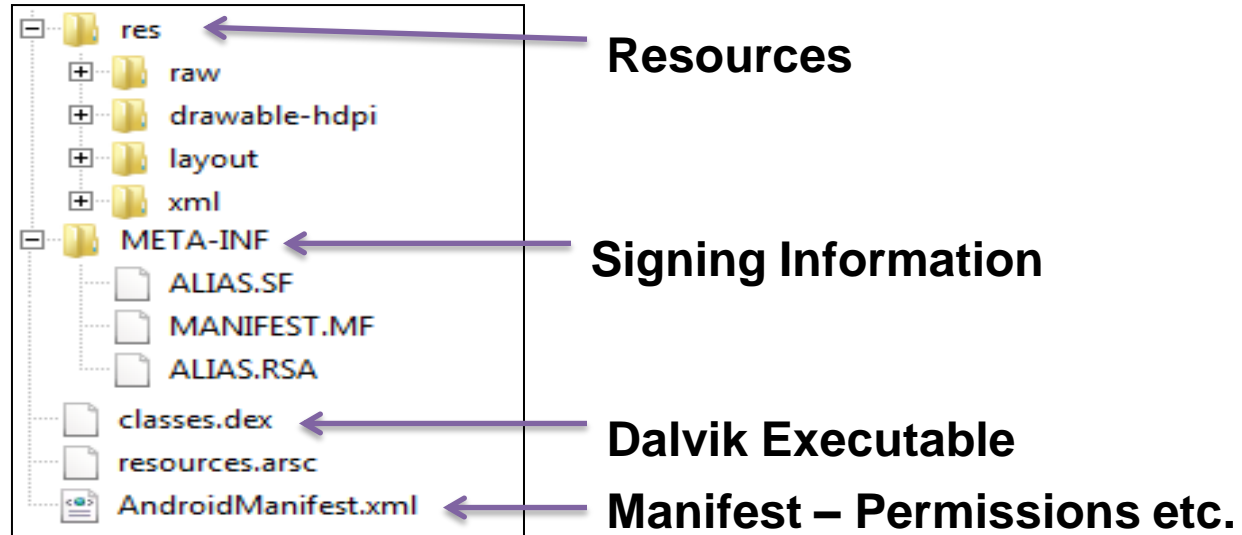 res
Resources
raw
drawable-hdpi
layout
xml
META-INF
Signing Information
ALIAS.SF
MANIFEST.MF
ALIAS.RSA
classes.dex
Dalvik Executable
resources.arsc
AndroidManifest.xml
Manifest – Permissions etc.